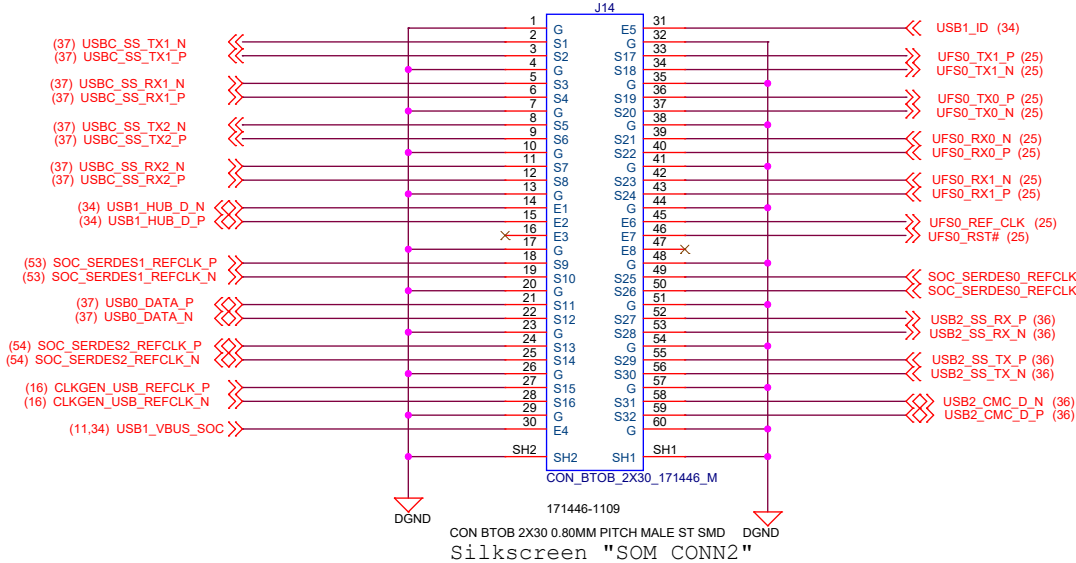 J14
1 G E5 31 USB1_ID (34)
(37) USBC_SS_TX1_N 2 S1 G 32
(37) USBC_SS_TX1_P 3 S2 S17 33 UFS0_TX1_P (25)
4 G S18 34 UFS0_TX1_N (25)
(37) USBC_SS_RX1_N 5 S3 G 35
(37) USBC_SS_RX1_P 6 S4 S19 36 UFS0_TX0_P (25)
7 G S20 37 UFS0_TX0_N (25)
(37) USBC_SS_TX2_N 8 S5 G 38
(37) USBC_SS_TX2_P 9 S6 S21 39 UFS0_RX0_N (25)
10 G S22 40 UFS0_RX0_P (25)
(37) USBC_SS_RX2_N 11 S7 G 41
(37) USBC_SS_RX2_P 12 S8 S23 42 UFS0_RX1_N (25)
13 G S24 43 UFS0_RX1_P (25)
(34) USB1_HUB_D_N 14 E1 G 44
(34) USB1_HUB_D_P 15 E2 E6 45 UFS0_REF_CLK (25)
16 E3 E7 46 UFS0_RST# (25)
17 G E8 47
(53) SOC_SERDES1_REFCLK_P 18 S9 G 48
(53) SOC_SERDES1_REFCLK_N 19 S10 S25 49 SOC_SERDES0_REFCLK
20 G S26 50 SOC_SERDES0_REFCLK
(37) USB0_DATA_P 21 S11 G 51
(37) USB0_DATA_N 22 S12 S27 52 USB2_SS_RX_P (36)
23 G S28 53 USB2_SS_RX_N (36)
(54) SOC_SERDES2_REFCLK_P 24 S13 G 54
(54) SOC_SERDES2_REFCLK_N 25 S14 S29 55 USB2_SS_TX_P (36)
26 G S30 56 USB2_SS_TX_N (36)
(16) CLKGEN_USB_REFCLK_P 27 S15 G 57
(16) CLKGEN_USB_REFCLK_N 28 S16 S31 58 USB2_CMC_D_N (36)
29 G S32 59 USB2_CMC_D_P (36)
(11,34) USB1_VBUS_SOC 30 E4 G 60
SH2 SH2 SH1 SH1
CON_BTOB_2X30_171446_M
171446-1109
DGND
CON BTOB 2X30 0.80MM PITCH MALE ST SMD
DGND
Silkscreen "SOM CONN2"